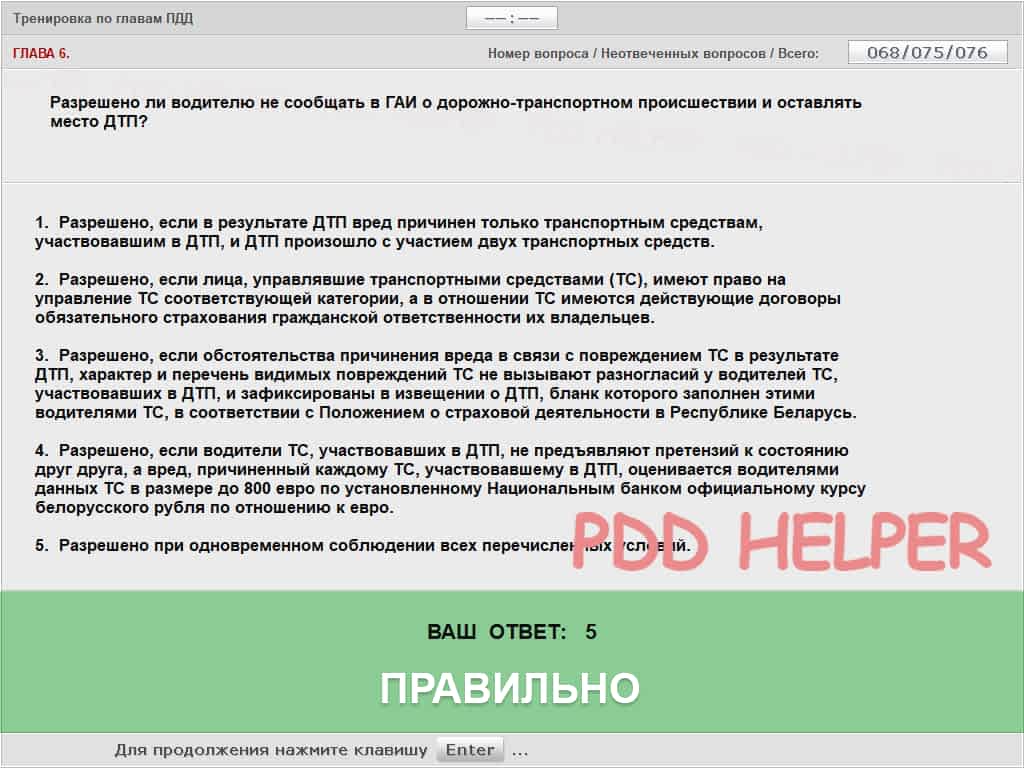 Тренировка по главам ПДД
——:——
ГЛАВА 6.
Номер вопроса / Неотвеченных вопросов / Всего:
068/075/076
Разрешено ли водителю не сообщать в ГАИ о дорожно-транспортном происшествии и оставлять
место ДТП?
1. Разрешено, если в результате ДТП вред причинен только транспортным средствам,
участвовавшим в ДТП, и ДТП произошло с участием двух транспортных средств.
2. Разрешено, если лица, управлявшие транспортными средствами (ТС), имеют право на
управление ТС соответствующей категории, а в отношении ТС имеются действующие договоры
обязательного страхования гражданской ответственности их владельцев.
3. Разрешено, если обстоятельства причинения вреда в связи с повреждением ТС в результате
ДТП, характер и перечень видимых повреждений ТС не вызывают разногласий у водителей ТС,
участвовавших в ДТП, и зафиксированы в извещении о ДТП, бланк которого заполнен этими
водителями ТС, в соответствии с Положением о страховой деятельности в Республике Беларусь.
4. Разрешено, если водители ТС, участвовавших в ДТП, не предъявляют претензий к состоянию
друг друга, а вред, причиненный каждому ТС, участвовавшему в ДТП, оценивается водителями
данных ТС в размере до 800 евро по установленному Национальным банком официальному курсу
белорусского рубля по отношению к евро.
5. Разрешено при одновременном соблюдении всех перечисленных условий.
PDD HELPER
ВАШ ОТВЕТ: 5
ПРАВИЛЬНО
Для продолжения нажмите клавишу Enter ...